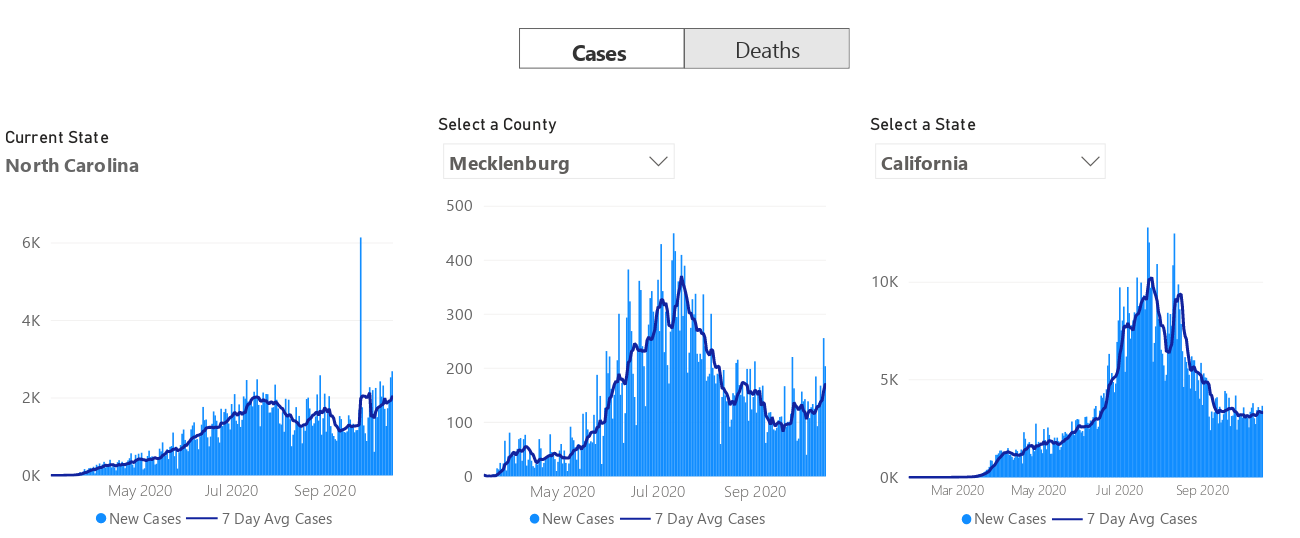 Cases
Deaths
Current State
North Carolina
6K
4K
2K
0K
May 2020
Jul 2020
Sep 2020
New Cases
7 Day Avg Cases
Select a County
Mecklenburg
500
400
300
200
100
0
May 2020
Jul 2020
Sep 2020
New Cases
7 Day Avg Cases
Select a State
California
10K
5K
0K
Mar 2020
May 2020
Jul 2020
Sep 2020
New Cases
7 Day Avg Cases